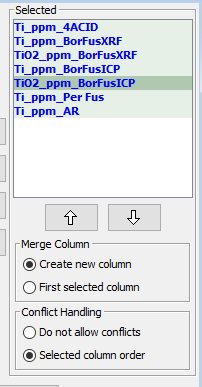 Selected
Ti_ppm_4ACID
Ti_ppm_BorFusXRF
TiO2_ppm_BorFusXRF
Ti_ppm_BorFusICP
TiO2_ppm_BorFusICP
Ti_ppm_Per Fus
Ti_ppm_AR
Merge Column
Create new column
First selected column
Conflict Handling
Do not allow conflicts
Selected column order